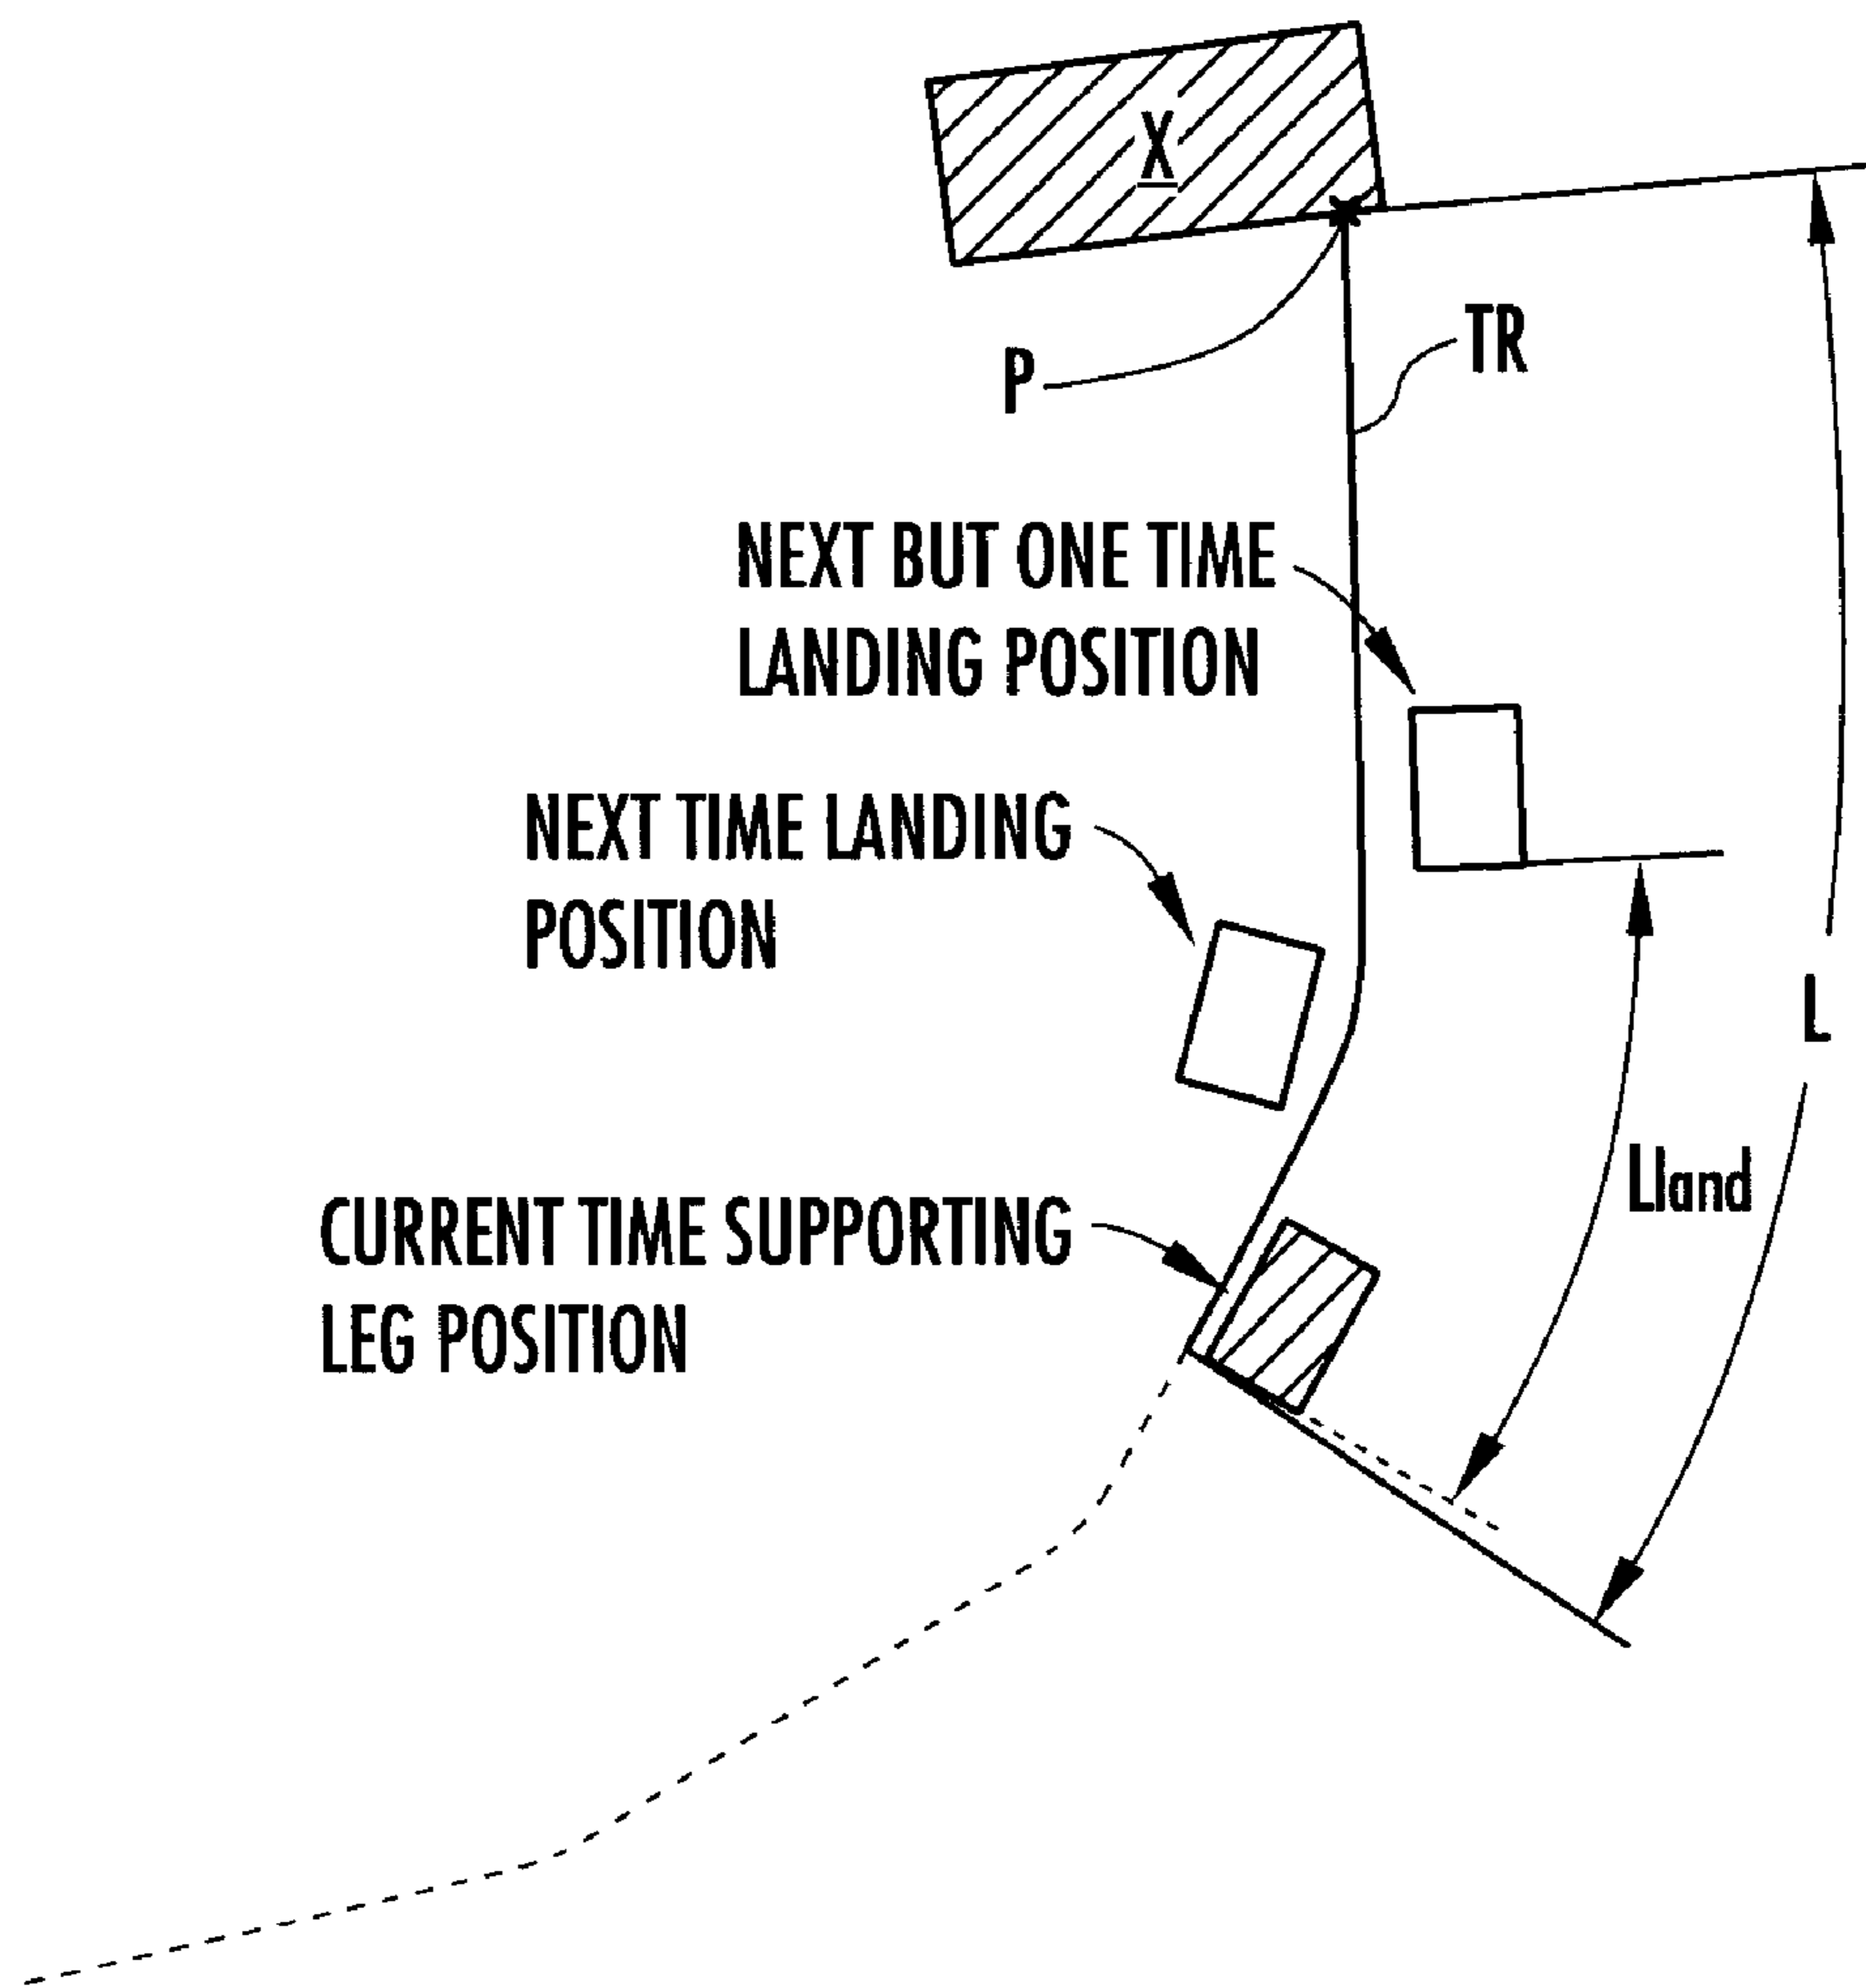 X
P
TR
NEXT BUT ONE TIME
LANDING POSITION
NEXT TIME LANDING
POSITION
L
Lland
CURRENT TIME SUPPORTING
LEG POSITION